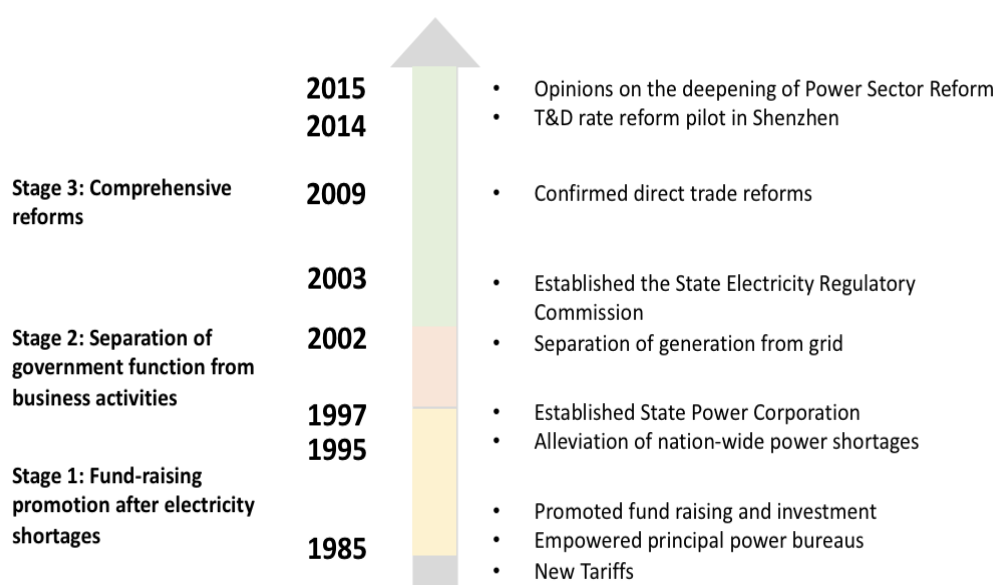 2015
• Opinions on the deepening of Power Sector Reform
2014
• T&D rate reform pilot in Shenzhen
Stage 3: Comprehensive
reforms
2009
• Confirmed direct trade reforms
2003
• Established the State Electricity Regulatory
Commission
Stage 2: Separation of
government function from
business activities
2002
• Separation of generation from grid
1997
• Established State Power Corporation
1995
• Alleviation of nation-wide power shortages
Stage 1: Fund-raising
promotion after electricity
shortages
1985
• Promoted fund raising and investment
• Empowered principal power bureaus
• New Tariffs